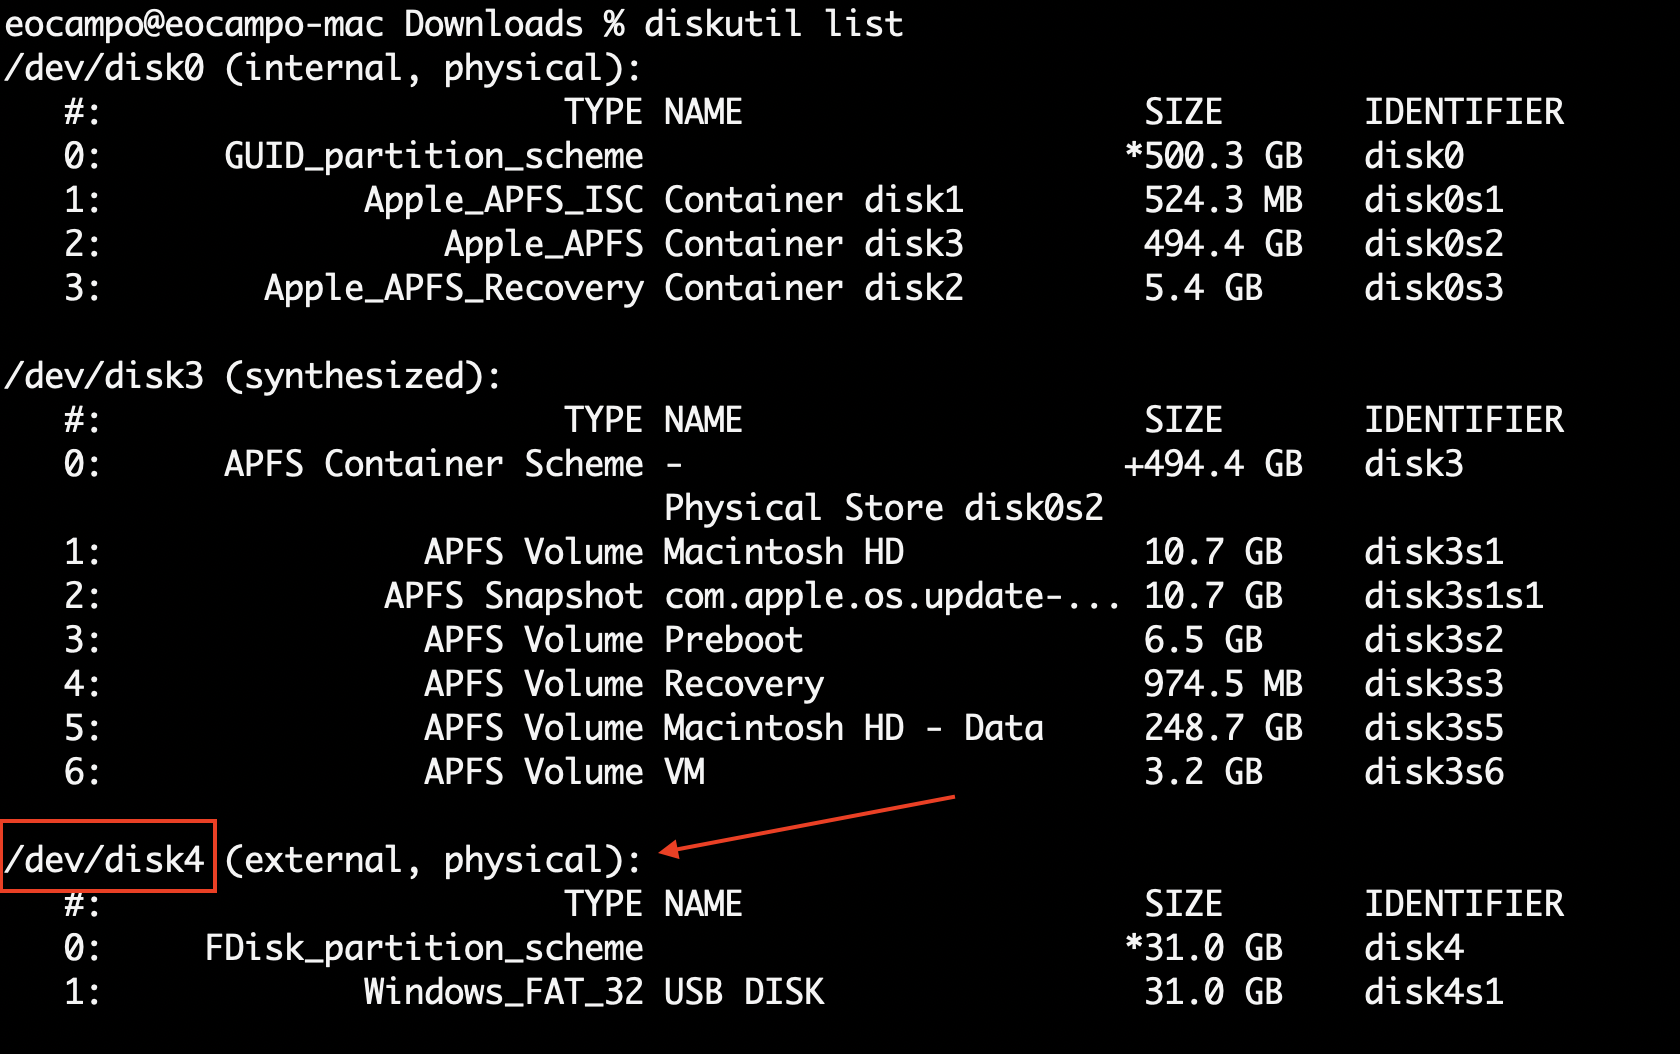 eocampo@eocampo-mac Downloads % diskutil list
/dev/disk0 (internal, physical):
   #:                       TYPE NAME                    SIZE       IDENTIFIER
   0:      GUID_partition_scheme                        *500.3 GB   disk0
   1:             Apple_APFS_ISC Container disk1         524.3 MB   disk0s1
   2:                 Apple_APFS Container disk3         494.4 GB   disk0s2
   3:        Apple_APFS_Recovery Container disk2         5.4 GB     disk0s3

/dev/disk3 (synthesized):
   #:                       TYPE NAME                    SIZE       IDENTIFIER
   0:      APFS Container Scheme -                      +494.4 GB   disk3
                                 Physical Store disk0s2
   1:                APFS Volume Macintosh HD            10.7 GB    disk3s1
   2:              APFS Snapshot com.apple.os.update-... 10.7 GB    disk3s1s1
   3:                APFS Volume Preboot                 6.5 GB     disk3s2
   4:                APFS Volume Recovery                974.5 MB   disk3s3
   5:                APFS Volume Macintosh HD - Data     248.7 GB   disk3s5
   6:                APFS Volume VM                      3.2 GB     disk3s6

/dev/disk4 (external, physical):
   #:                       TYPE NAME                    SIZE       IDENTIFIER
   0:     FDisk_partition_scheme                        *31.0 GB    disk4
   1:             Windows_FAT_32 USB DISK                31.0 GB    disk4s1